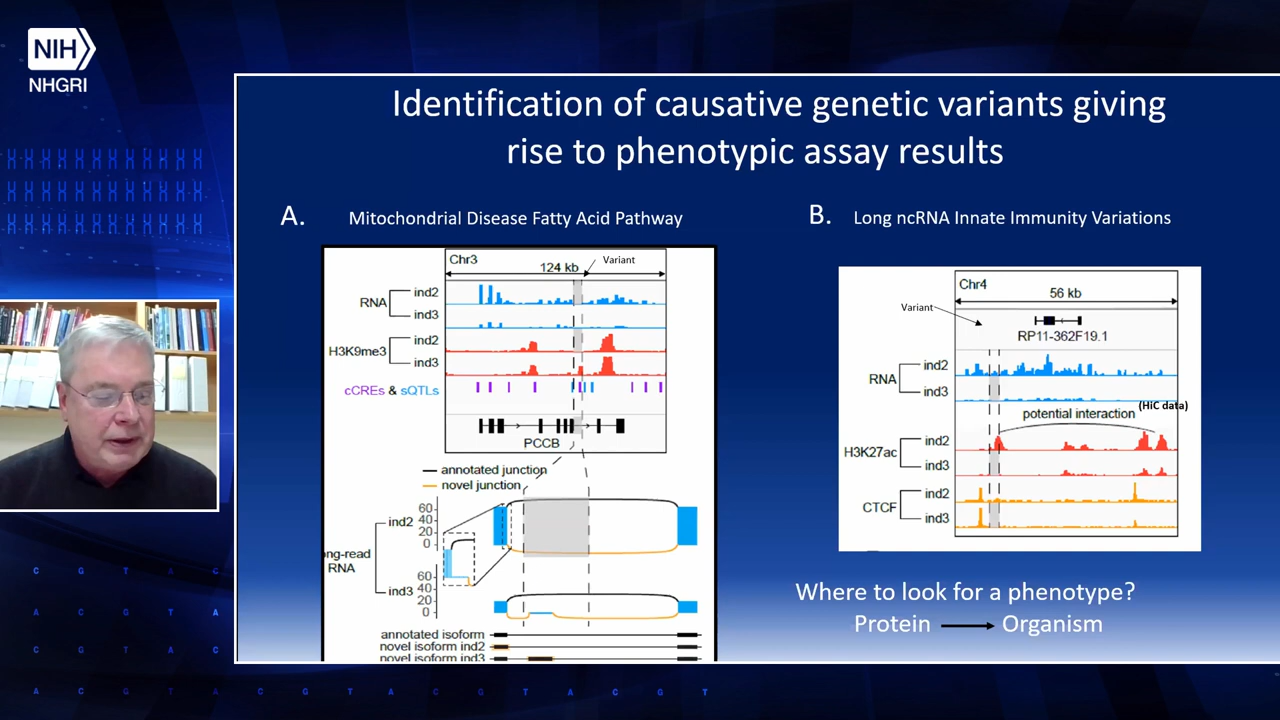 NIH
NHGRI
Identification of causative genetic variants giving
rise to phenotypic assay results
A.
Mitochondrial Disease Fatty Acid Pathway
Chr3
124 kb
Variant
RNA
ind2
ind3
H3K9me3
ind2
ind3
cCREs & sQTLs
PCCB
annotated junction
novel junction
60
40
20
0
ind2
ng-read
RNA
60
40
20
0
ind3
annotated isoform
novel isoform ind2
novel isoform ind3
B.
Long ncRNA Innate Immunity Variations
Chr4
56 kb
Variant
RP11-362F19.1
RNA
ind2
ind3
(HiC data)
potential interaction
H3K27ac
ind2
ind3
CTCF
ind2
ind3
Where to look for a phenotype?
Protein Organism
C G T A C
A C G T A
C G T A C
A C G T A C G T A C G T A C G T A C G T